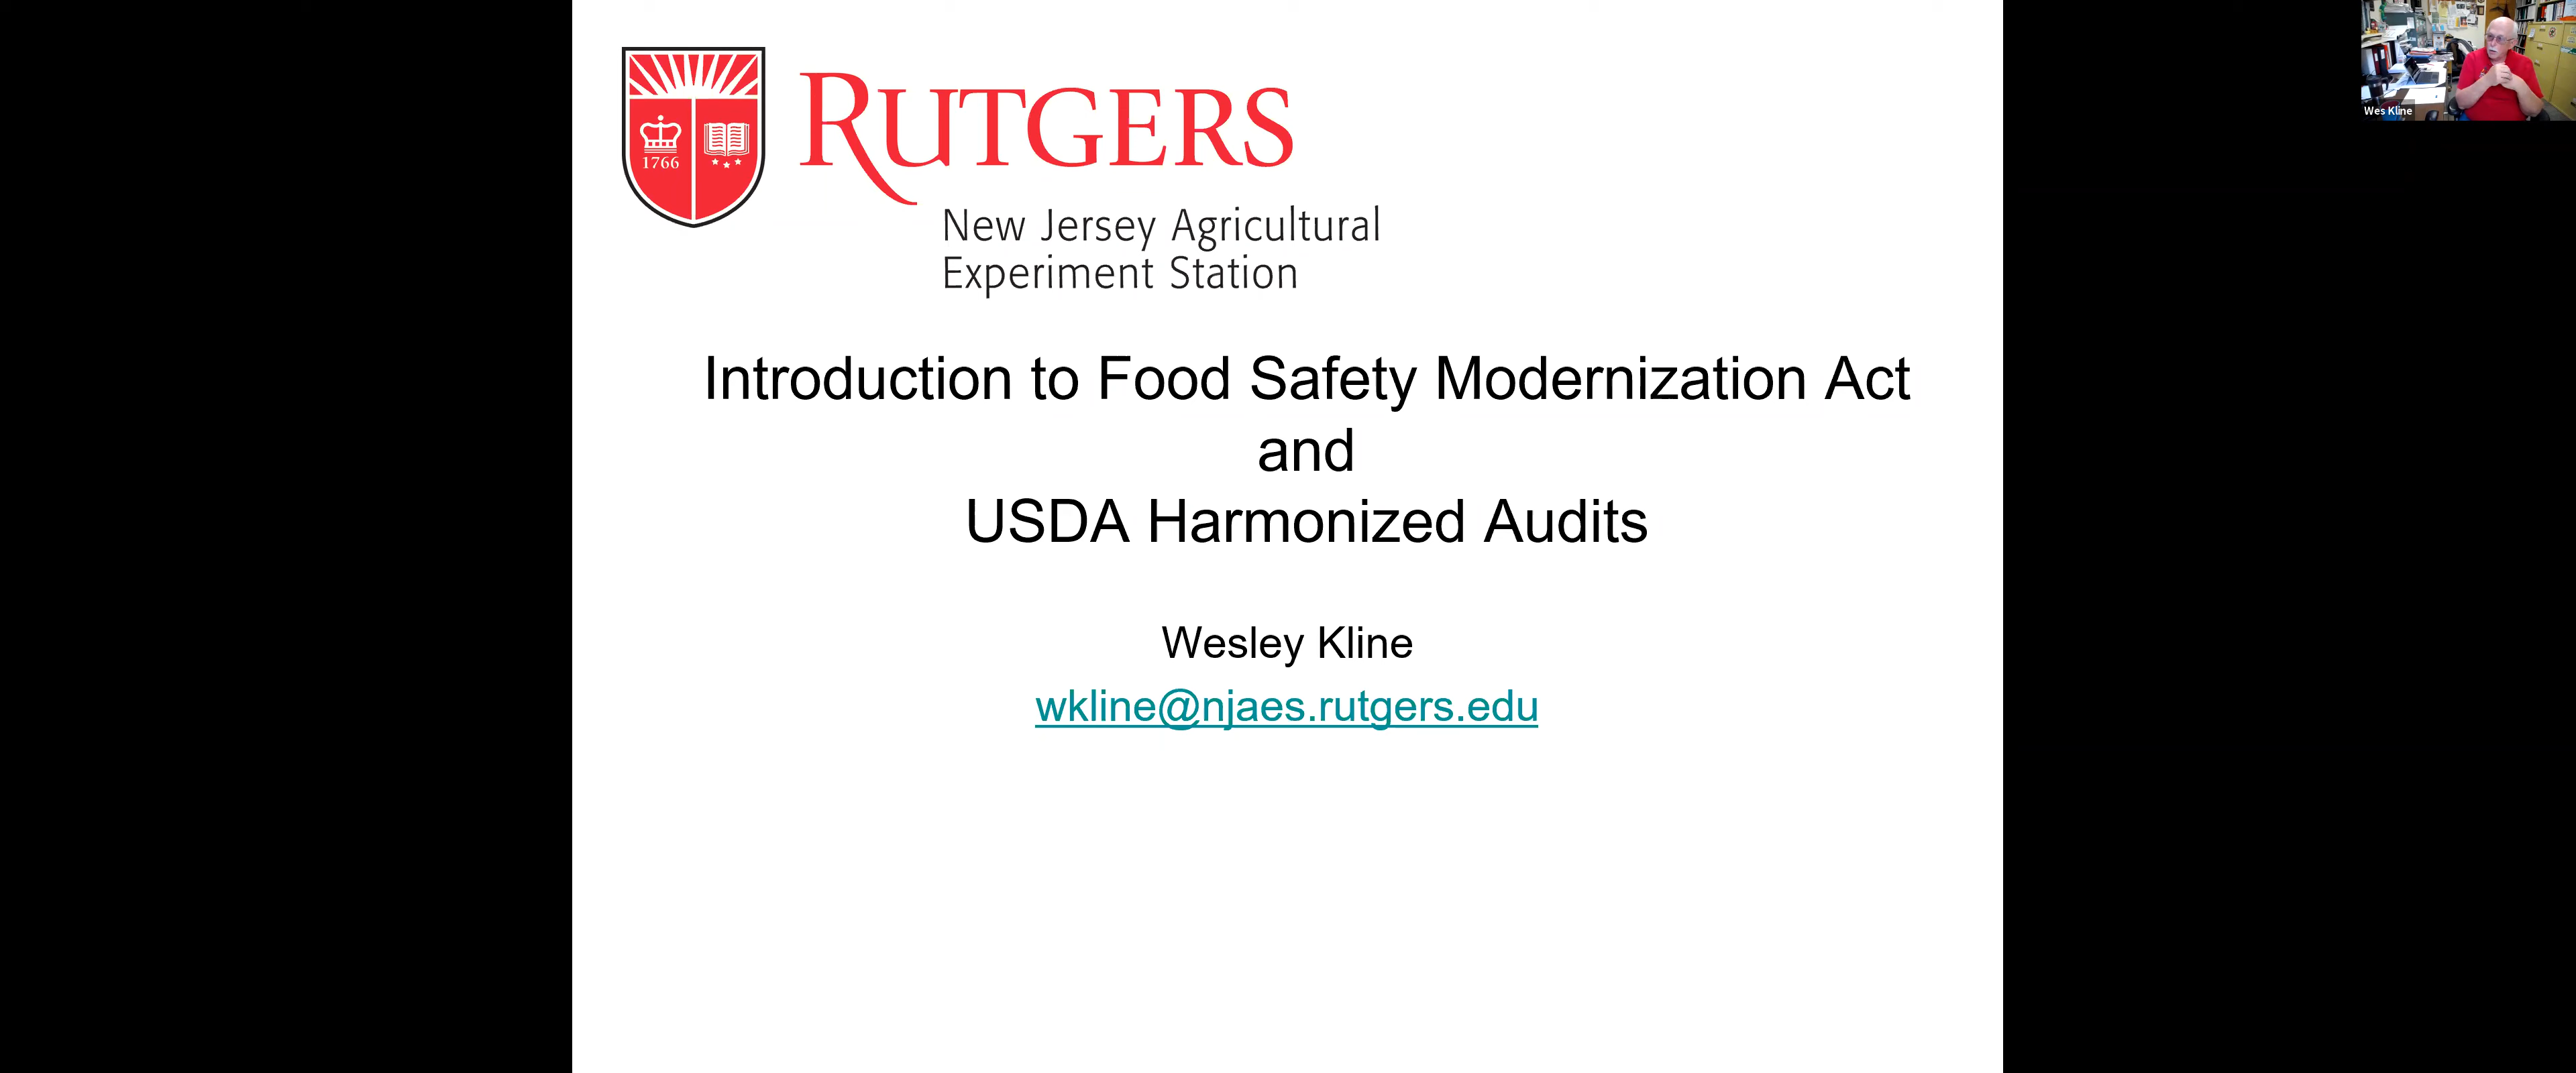 1766
RUTGERS
New Jersey Agricultural
Experiment Station
Introduction to Food Safety Modernization Act
and
USDA Harmonized Audits
Wesley Kline
wkline@njaes.rutgers.edu
Wes Kline